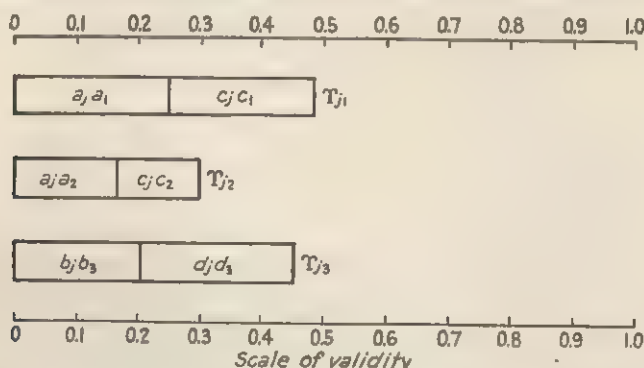 0 0.1 0.2 0.3 0.4 0.5 0.6 0.7 0.8 0.9 1.0
aⱼa₁ cⱼc₁ rⱼ₁
aⱼa₂ cⱼc₂ rⱼ₂
bⱼb₃ dⱼd₃ rⱼ₃
0 0.1 0.2 0.3 0.4 0.5 0.6 0.7 0.8 0.9 1.0
Scale of validity